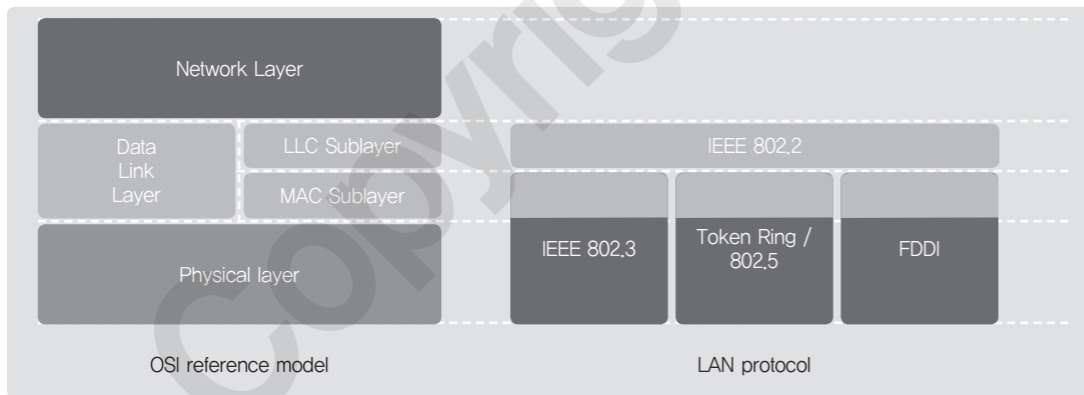 Network Layer
Data
Link
Layer
LLC Sublayer
MAC Sublayer
Physical layer
OSI reference model
IEEE 802.2
IEEE 802.3
Token Ring /
802.5
FDDI
LAN protocol
Copyrig